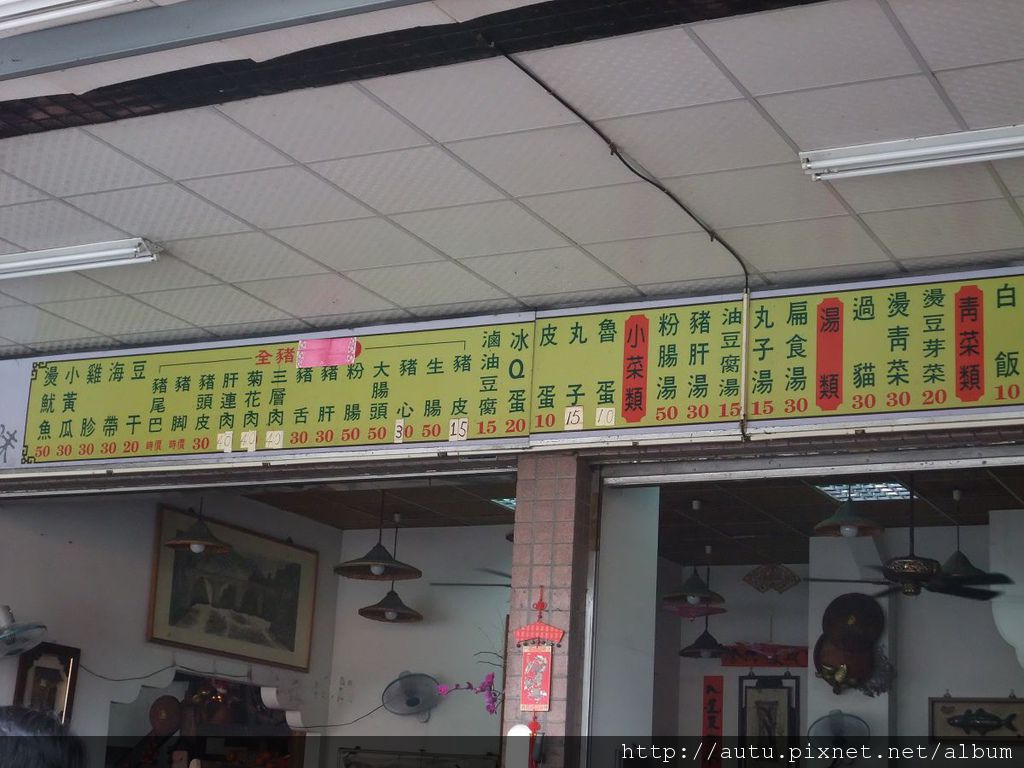 白飯 10
青菜類
燙豆芽菜 20
燙青菜 30
過貓 30
湯類
扁食湯 30
丸子湯 15
油豆腐湯 15
豬肝湯 30
粉腸湯 50
小菜類
魯蛋 10
丸子 15
皮蛋 10
冰Q蛋 20
滷油豆腐 15
全豬
豬皮 15
生腸 50
豬心 3
大腸頭 50
粉腸 50
豬肝 30
豬舌 30
三層肉 40
菊花肉 40
肝連肉 40
豬頭皮 30
豬腳 時價
豬尾巴 時價
豆干 20
海帶 30
雞胗 30
小黃瓜 30
燙魷魚 50
http://autu.pixnet.net/album